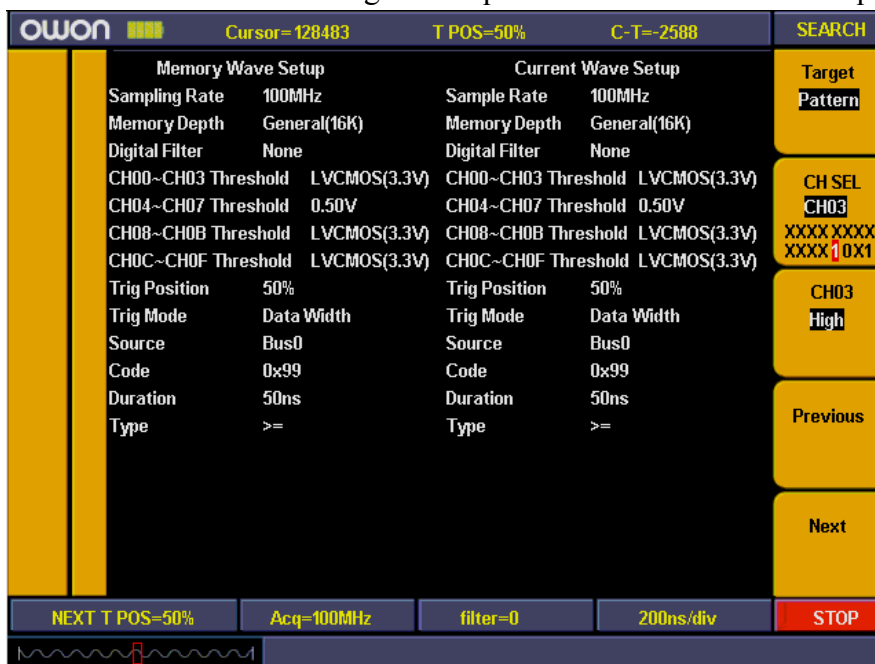 owon Cursor=128483 T POS=50% C-T=-2588 SEARCH
Memory Wave Setup Current Wave Setup
Sampling Rate 100MHz Sample Rate 100MHz
Memory Depth General(16K) Memory Depth General(16K)
Digital Filter None Digital Filter None
CH00~CH03 Threshold LVCMOS(3.3V) CH00~CH03 Threshold LVCMOS(3.3V)
CH04~CH07 Threshold 0.50V CH04~CH07 Threshold 0.50V
CH08~CH0B Threshold LVCMOS(3.3V) CH08~CH0B Threshold LVCMOS(3.3V)
CH0C~CH0F Threshold LVCMOS(3.3V) CH0C~CH0F Threshold LVCMOS(3.3V)
Trig Position 50% Trig Position 50%
Trig Mode Data Width Trig Mode Data Width
Source Bus0 Source Bus0
Code 0x99 Code 0x99
Duration 50ns Duration 50ns
Type >= Type >=
Target
Pattern
CH SEL
CH03
XXXX XXXX
XXXX 1 0X1
CH03
High
Previous
Next
NEXT T POS=50% Acq=100MHz filter=0 200ns/div STOP